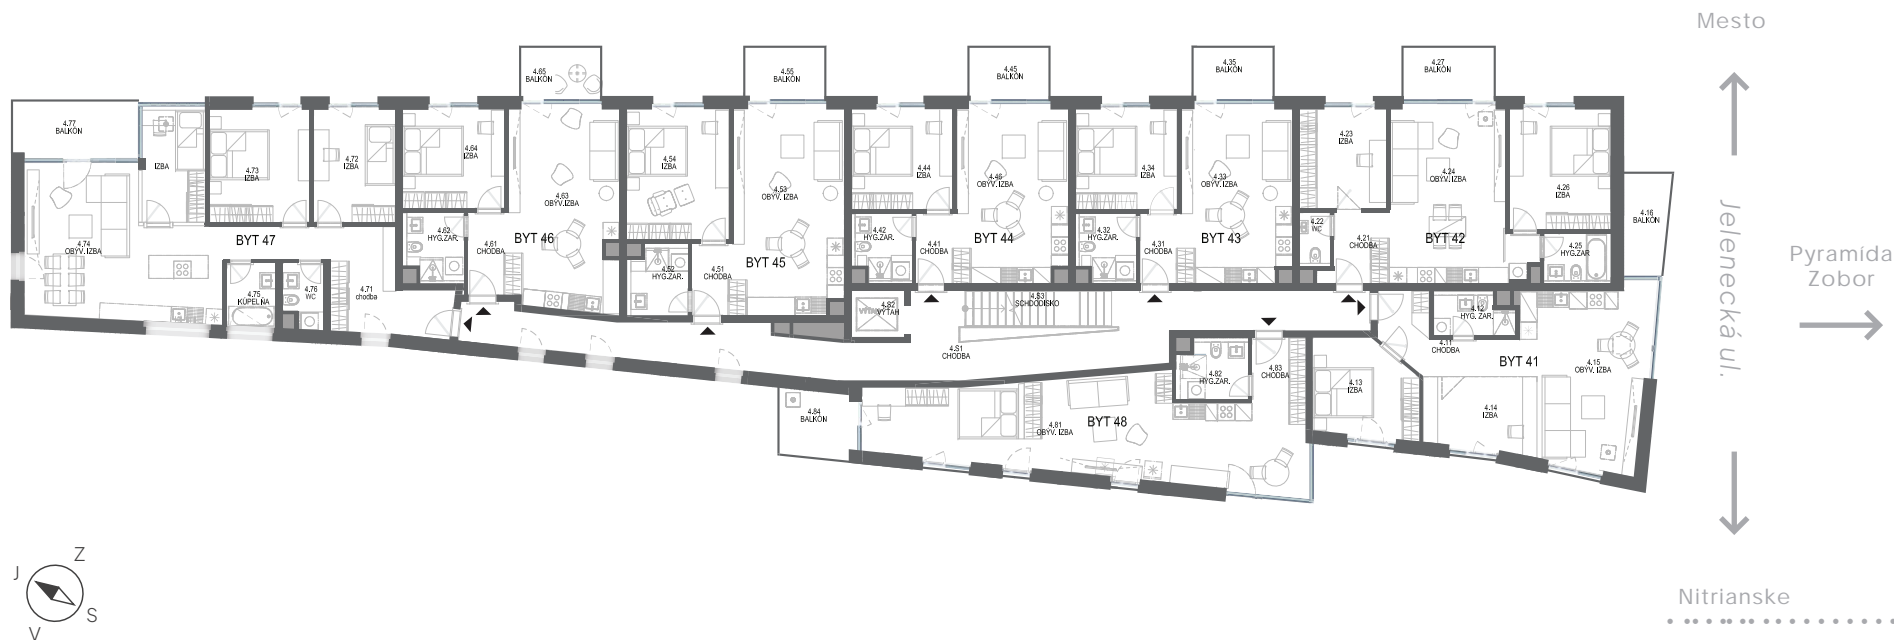 Mesto
4.65
BALKÓN
4.55
BALKÓN
4.45
BALKÓN
4.35
BALKÓN
4.27
BALKÓN
4.77
BALKÓN
IZBA
4.73
IZBA
4.72
IZBA
4.64
IZBA
4.63
OBÝV. IZBA
4.54
IZBA
4.53
OBÝV. IZBA
4.44
IZBA
4.46
OBÝV. IZBA
4.34
IZBA
4.33
OBÝV. IZBA
4.23
IZBA
4.24
OBÝV. IZBA
4.26
IZBA
4.16
BALKÓN
4.74
OBÝV. IZBA
BYT 47
4.62
HYG.ZAR.
4.61
CHODBA
BYT 46
4.52
HYG.ZAR.
4.51
CHODBA
BYT 45
4.42
HYG.ZAR.
4.41
CHODBA
BYT 44
4.32
HYG.ZAR.
4.31
CHODBA
BYT 43
4.22
WC
4.21
CHODBA
BYT 42
4.25
HYG.ZAR
4.75
KÚPEĽŇA
4.76
WC
4.71
chodba
4.S2
VÝŤAH
4.S3
SCHODISKO
4.S1
CHODBA
4.12
HYG. ZAR.
4.11
CHODBA
BYT 41
4.15
OBÝV. IZBA
4.82
HYG.ZAR.
4.83
CHODBA
4.13
IZBA
4.14
IZBA
4.84
BALKÓN
4.81
OBÝV. IZBA
BYT 48
Jelenecká ul.
Pyramída
Zobor
Z
J
S
V
Nitrianske